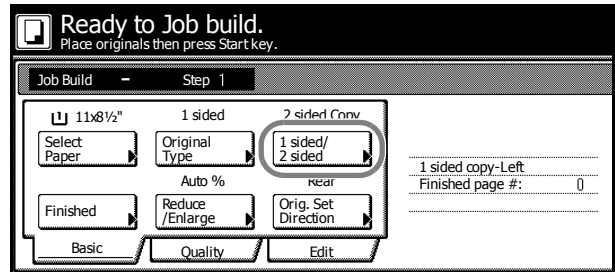 Ready to Job build.
Place originals then press Start key.
Job Build – Step 1
11x8½" 1 sided 2 sided Copy
Select Paper
Original Type
1 sided/ 2 sided
Auto % Rear
Finished
Reduce /Enlarge
Orig. Set Direction
1 sided copy-Left
Finished page #: 0
Basic Quality Edit